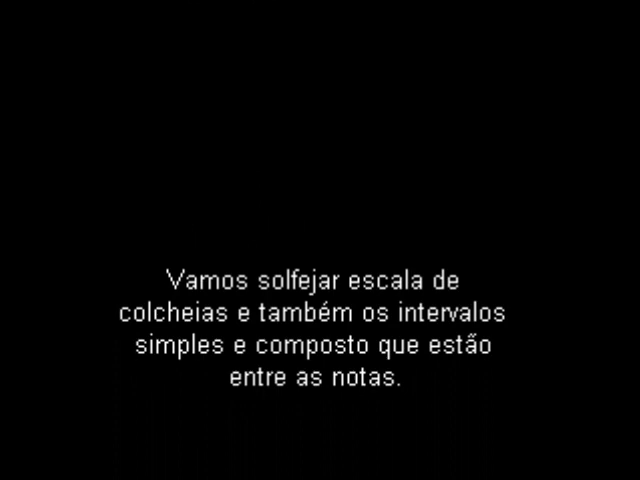 Vamos solfejar escala de
colcheias e também os intervalos
simples e composto que estão
entre as notas.